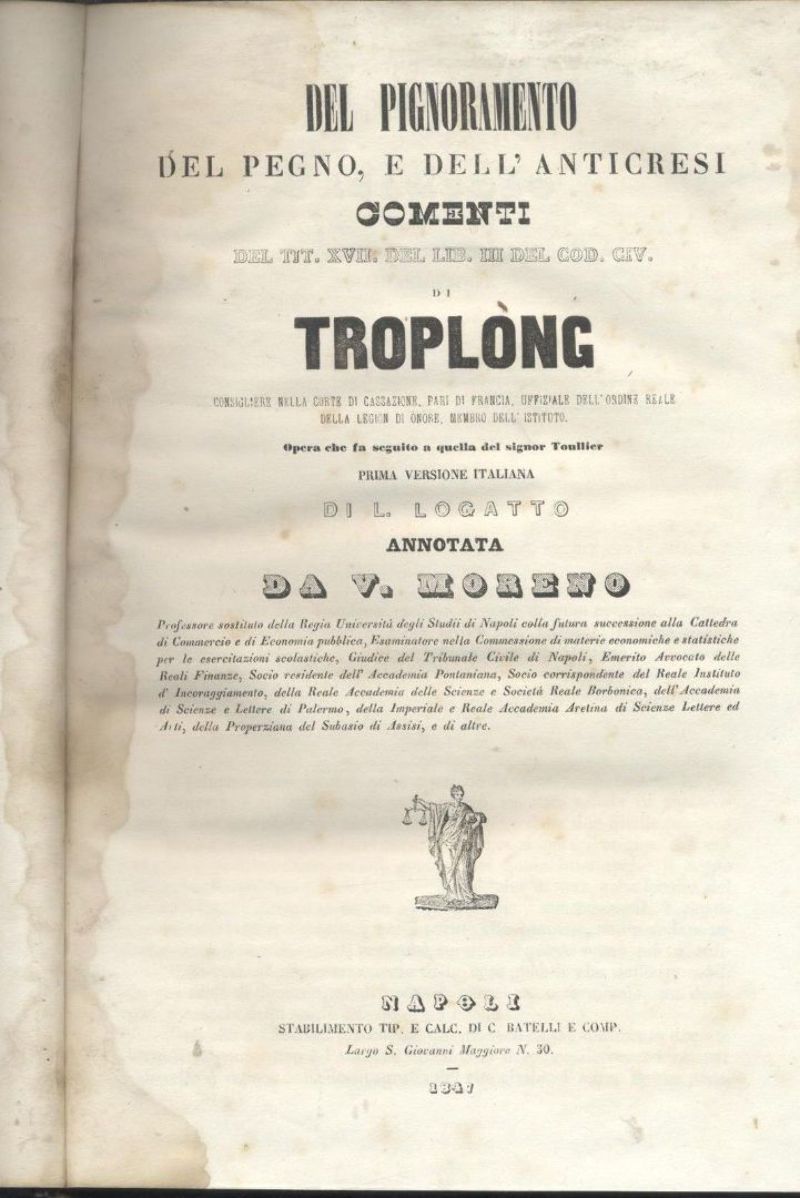 DEL PIGNORAMENTO
DEL PEGNO, E DELL' ANTICRESI
COMENTI
DEL TIT. XVII. DEL LIB. III DEL COD. CIV.
DI
TROPLÒNG
CONSIGLIERE NELLA CORTE DI CASSAZIONE, PARI DI FRANCIA, UFFIZIALE DELL' ORDINE REALE
DELLA LEGION DI ONORE, MEMBRO DELL' ISTITUTO.
Opera che fa seguito a quella del signor Toullier
PRIMA VERSIONE ITALIANA
DI L. LOGATTO
ANNOTATA
DA V. MORENO
Professore sostituto della Regia Università degli Studii di Napoli colla futura successione alla Cattedra
di Commercio e di Economia pubblica, Esaminatore nella Commessione di materie economiche e statistiche
per le esercitazioni scolastiche, Giudice del Tribunale Civile di Napoli, Emerito Avvocato delle
Reali Finanze, Socio residente dell' Accademia Pontaniana, Socio corrispondente del Reale Instituto
d' Incoraggiamento, della Reale Accademia delle Scienze e Società Reale Borbonica, dell' Accademia
di Scienze e Lettere di Palermo, della Imperiale e Reale Accademia Aretina di Scienze Lettere ed
Arti, della Properziana del Subasio di Assisi, e di altre.
NAPOLI
STABILIMENTO TIP. E CALC. DI C. BATELLI E COMP.
Largo S. Giovanni Maggiore N. 30.
1847